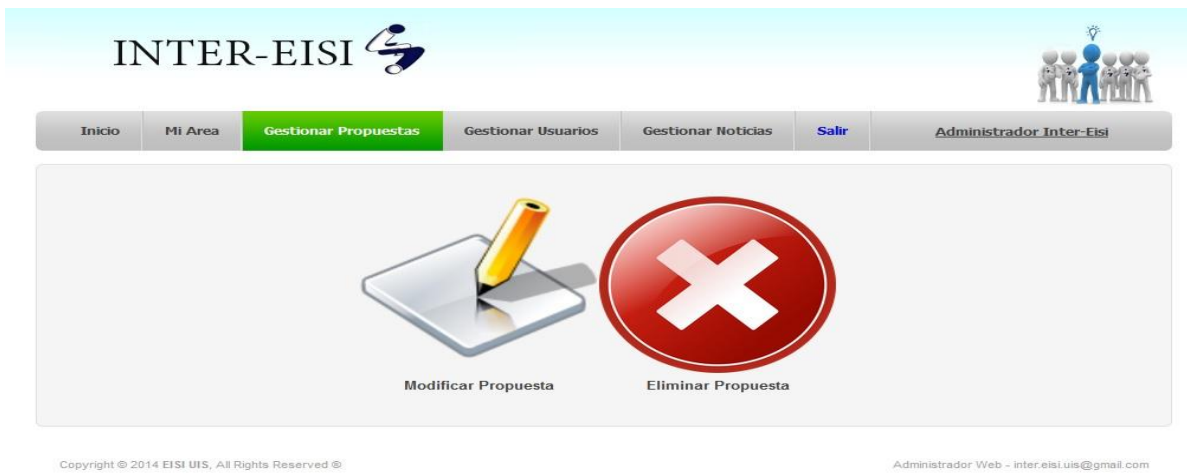 INTER-EISI
Inicio Mi Area Gestionar Propuestas Gestionar Usuarios Gestionar Noticias Salir Administrador Inter-Eisi
Modificar Propuesta Eliminar Propuesta
Copyright © 2014 EISI UIS, All Rights Reserved ® Administrador Web - inter.eisi.uis@gmail.com